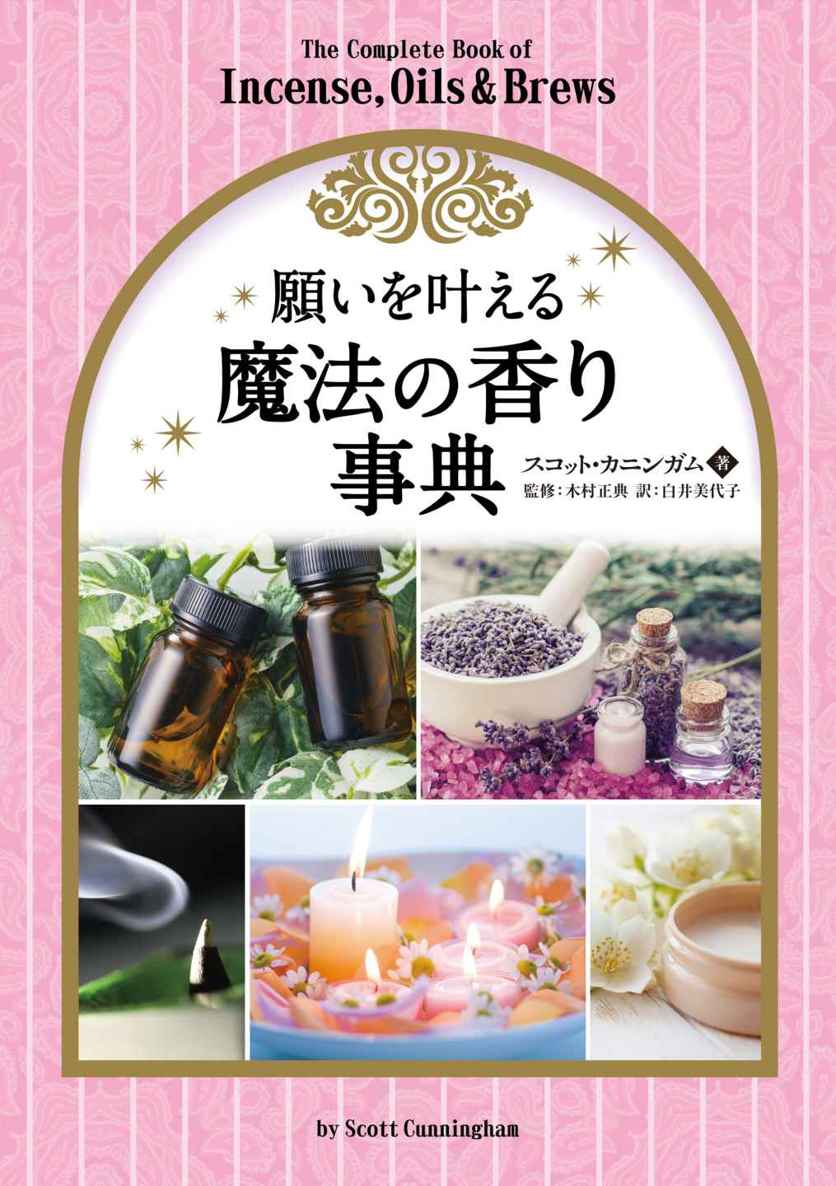 The Complete Book of
Incense, Oils & Brews
願いを叶える
魔法の香り
事典
スコット・カニンガム 著
監修：木村正典 訳：白井美代子
by Scott Cunningham